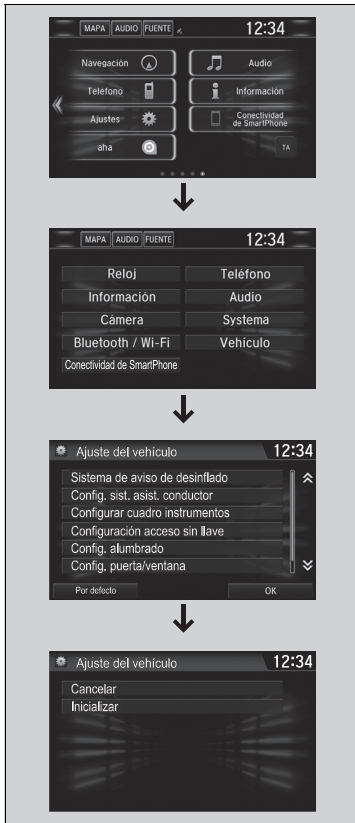 MAPA AUDIO FUENTE 12:34
Navegación Audio
Teléfono Información
Ajustes Conectividad
de SmartPhone
aha TA
MAPA AUDIO FUENTE 12:34
Reloj Teléfono
Información Audio
Cámera Systema
Bluetooth / Wi-Fi Vehículo
Conectividad de SmartPhone
Ajuste del vehículo 12:34
Sistema de aviso de desinflado
Config. sist. asist. conductor
Configurar cuadro instrumentos
Configuración acceso sin llave
Config. alumbrado
Config. puerta/ventana
Por defecto OK
Ajuste del vehículo 12:34
Cancelar
Inicializar